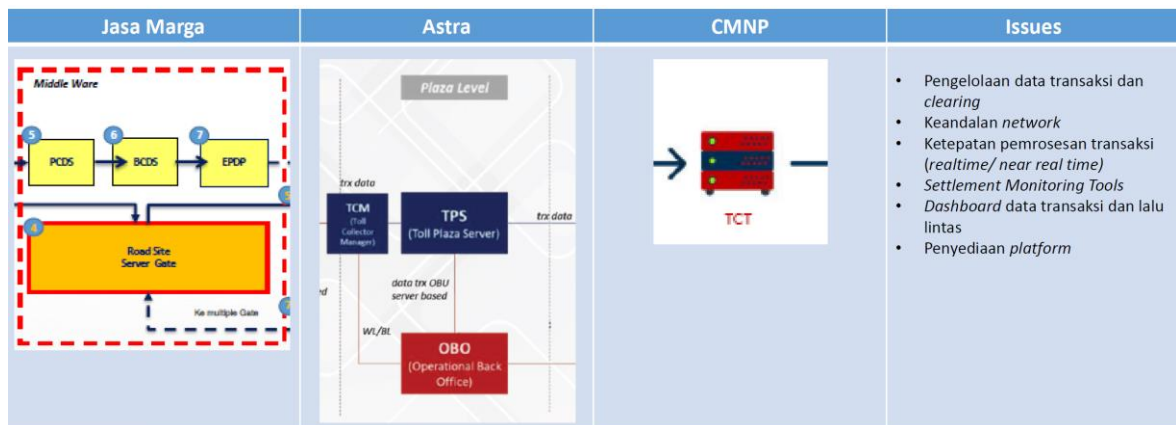 Jasa Marga
Astra
CMNP
Issues
Middle Ware
5
6
7
PCDS
BCDS
EPDP
4
Road Site
Server Gate
Ke multiple Gate
Plaza Level
trx data
TCM
(Toll
Collector
Manager)
TPS
(Toll Plaza Server)
trx data
data trx OBU
server based
WL/BL
OBO
(Operational Back
Office)
TCT
• Pengelolaan data transaksi dan
clearing
• Keandalan network
• Ketepatan pemrosesan transaksi
(realtime/ near real time)
• Settlement Monitoring Tools
• Dashboard data transaksi dan lalu
lintas
• Penyediaan platform